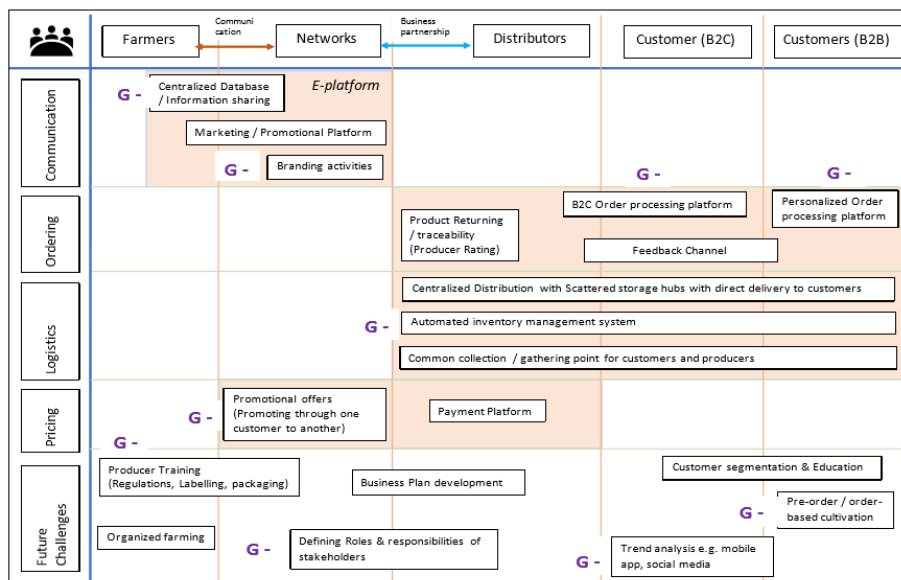 Farmers
Communi
cation
Networks
Business
partnership
Distributors
Customer (B2C)
Customers (B2B)
Communication
G -
Centralized Database
/ Information sharing
E-platform
Marketing / Promotional Platform
G -
Branding activities
G -
G -
Ordering
Product Returning
/ traceability
(Producer Rating)
B2C Order processing platform
Personalized Order
processing platform
Feedback Channel
Logistics
Centralized Distribution with Scattered storage hubs with direct delivery to customers
G -
Automated inventory management system
Common collection / gathering point for customers and producers
Pricing
G -
Promotional offers
(Promoting through one
customer to another)
Payment Platform
G -
Future
Challenges
Producer Training
(Regulations, Labelling, packaging)
Business Plan development
Customer segmentation & Education
G -
Pre-order / order-
based cultivation
Organized farming
G -
Defining Roles & responsibilities of
stakeholders
G -
Trend analysis e.g. mobile
app, social media